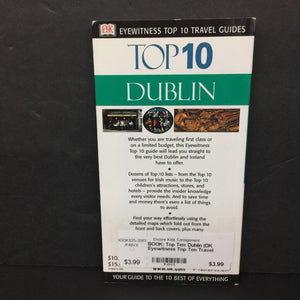 DK EYEWITNESS TOP 10 TRAVEL GUIDES
TOP 10
DUBLIN
Whether you are traveling first class or
on a limited budget, this Eyewitness
Top 10 guide will lead you straight to
the very best Dublin and Ireland
have to offer.
• Dozens of Top 10 lists – from the Top 10
venues for Irish music to the Top 10
children's attractions, stores, and
hotels – provide the insider knowledge
every visitor needs. And to save time
and money there's even a list of things
to avoid.
• Find your way effortlessly using the
detailed maps which fold out from the
Encore Kids Consignment
BOOK: Top Ten Dublin (DK
Eyewitness Top Ten Travel
$3.99
$3.99
YOUR GUIDE TO THE 10 BEST OF EVERYTHING